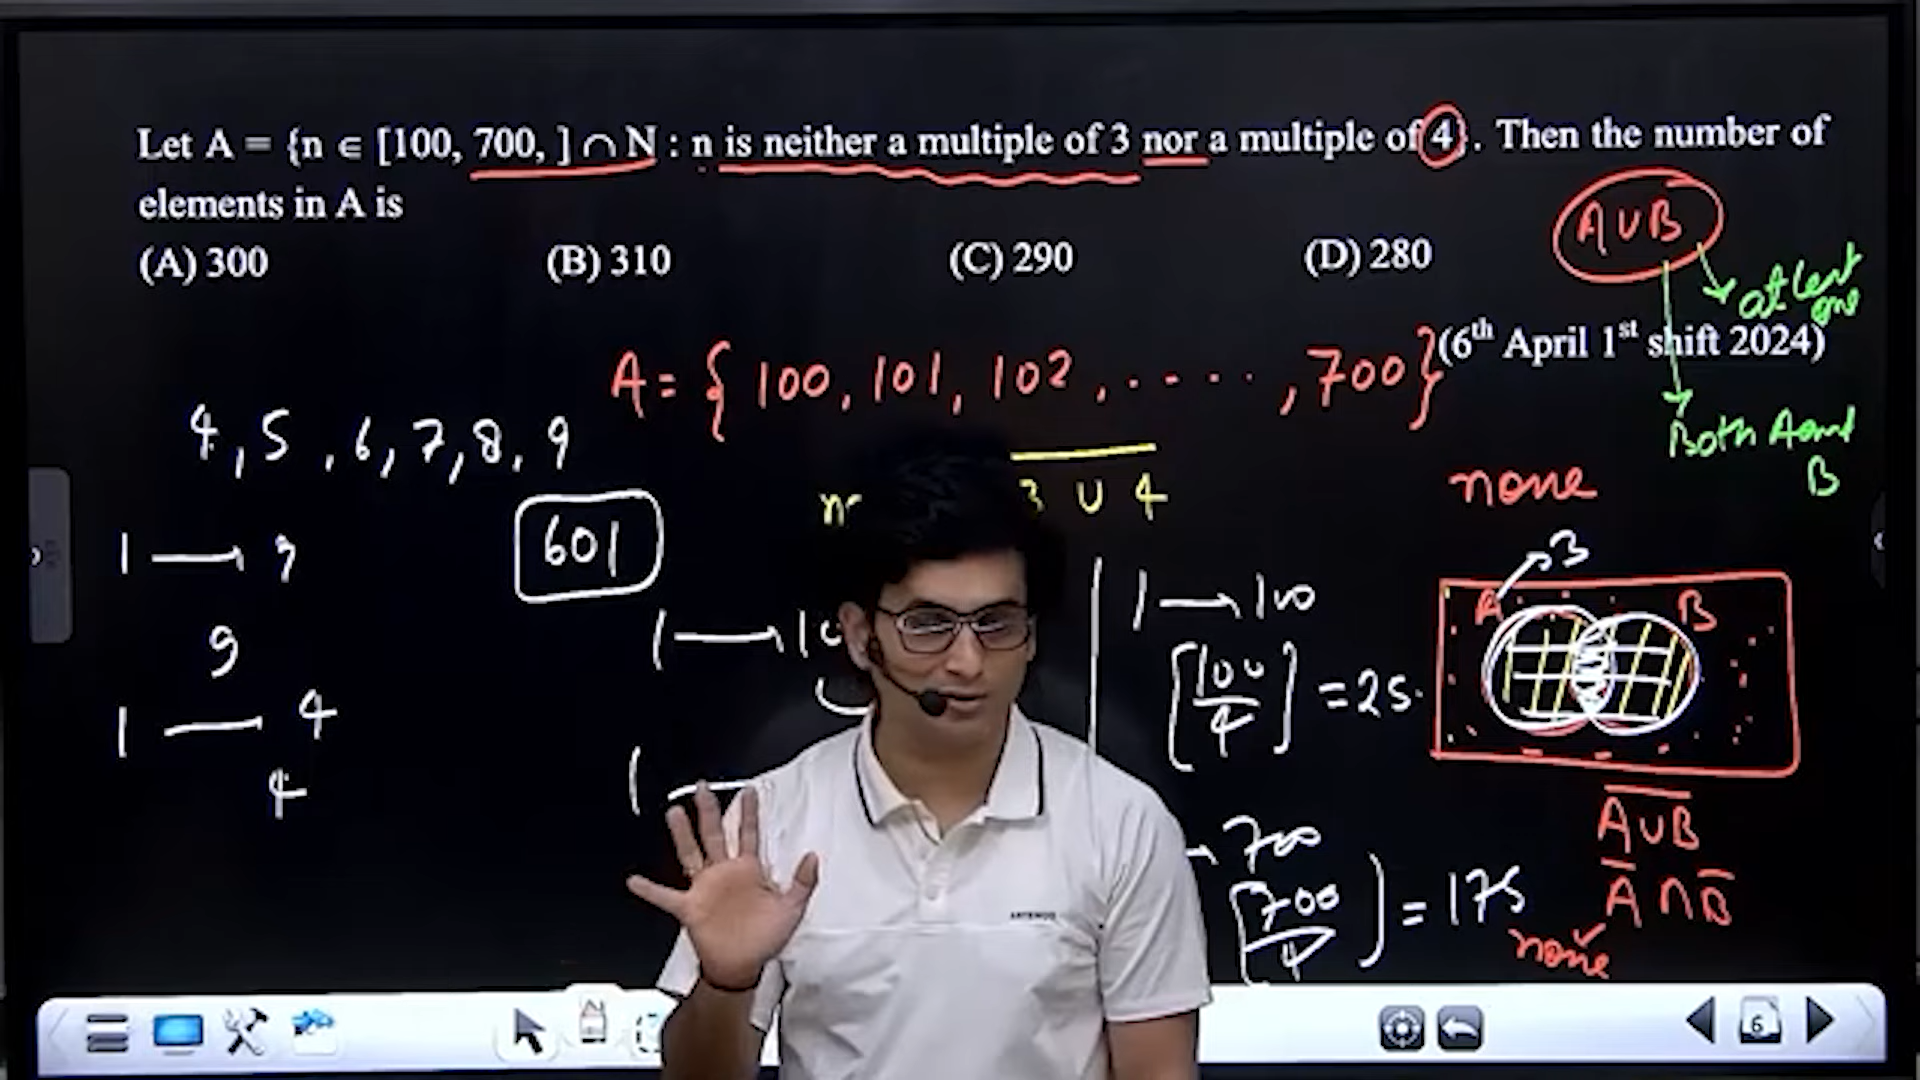 Let A = {n ∈ [100, 700, ] ∩ N : n is neither a multiple of 3 nor a multiple of 4}. Then the number of
elements in A is
(A) 300 (B) 310 (C) 290 (D) 280
(6th April 1st shift 2024)
A∪B
at least one
Both A and B
A = { 100, 101, 102, . . . . , 700}
4, 5, 6, 7, 8, 9
3 ∪ 4
none
601
1 → 9
9
1 → 4
4
1 → 100
[100/4] = 25
3
A B
700
[700/4] = 175
A∪B
A ∩ B
none
6